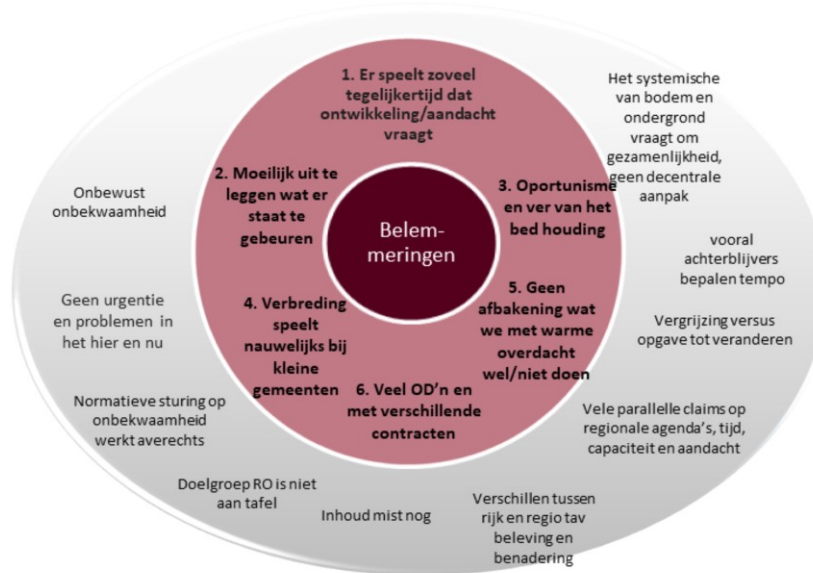 1. Er speelt zoveel
tegelijkertijd dat
ontwikkeling/aandacht
vraagt
2. Moeilijk uit te
leggen wat er
staat te
gebeuren
3. Oportunisme
en ver van het
bed houding
Belem-
meringen
4. Verbreding
speelt
nauwelijks bij
kleine
gemeenten
5. Geen
afbakening wat
we met warme
overdacht
wel/niet doen
6. Veel OD'n en
met verschillende
contracten
Het systemische
van bodem en
ondergrond
vraagt om
gezamenlijkheid,
geen decentrale
aanpak
vooral
achterblijvers
bepalen tempo
Vergrijzing versus
opgave tot veranderen
Vele parallelle claims op
regionale agenda's, tijd,
capaciteit en aandacht
Verschillen tussen
rijk en regio tav
beleving en
benadering
Inhoud mist nog
Doelgroep RO is niet
aan tafel
Normatieve sturing op
onbekwaamheid
werkt averechts
Geen urgentie
en problemen in
het hier en nu
Onbewust
onbekwaamheid